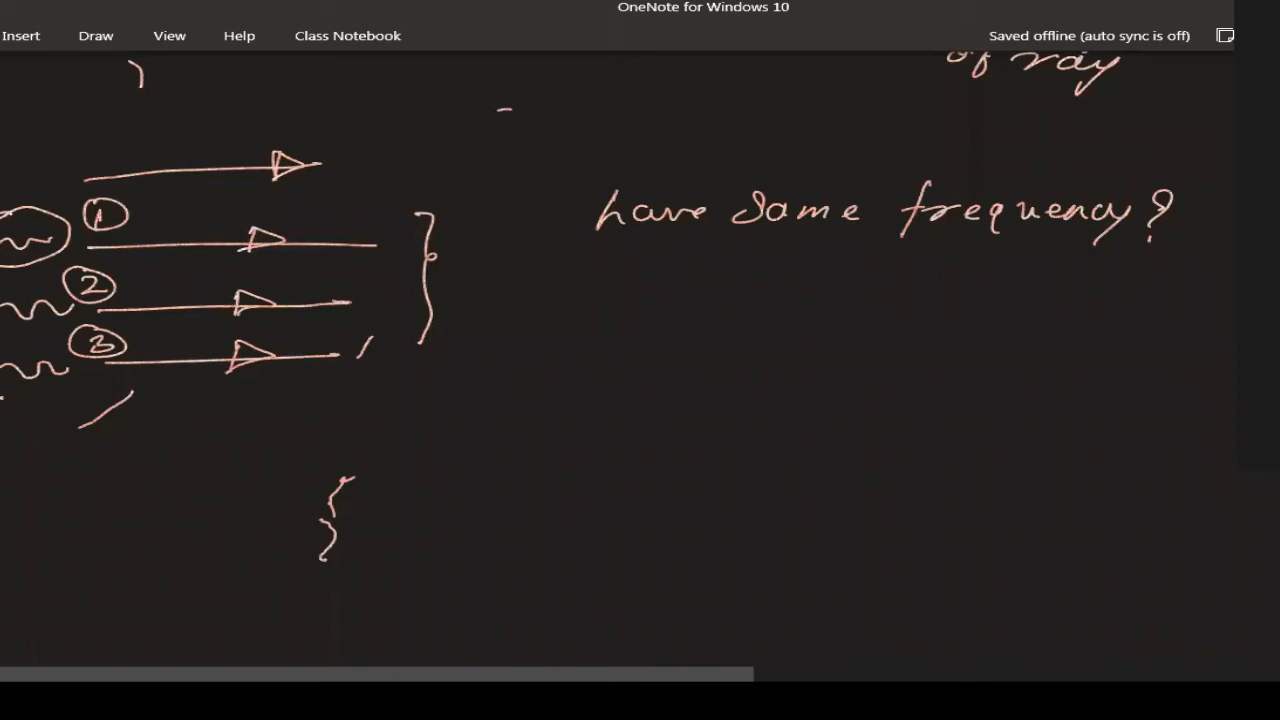 OneNote for Windows 10
Insert Draw View Help Class Notebook Saved offline (auto sync is off)
of ray
1
have same frequency?
2
3